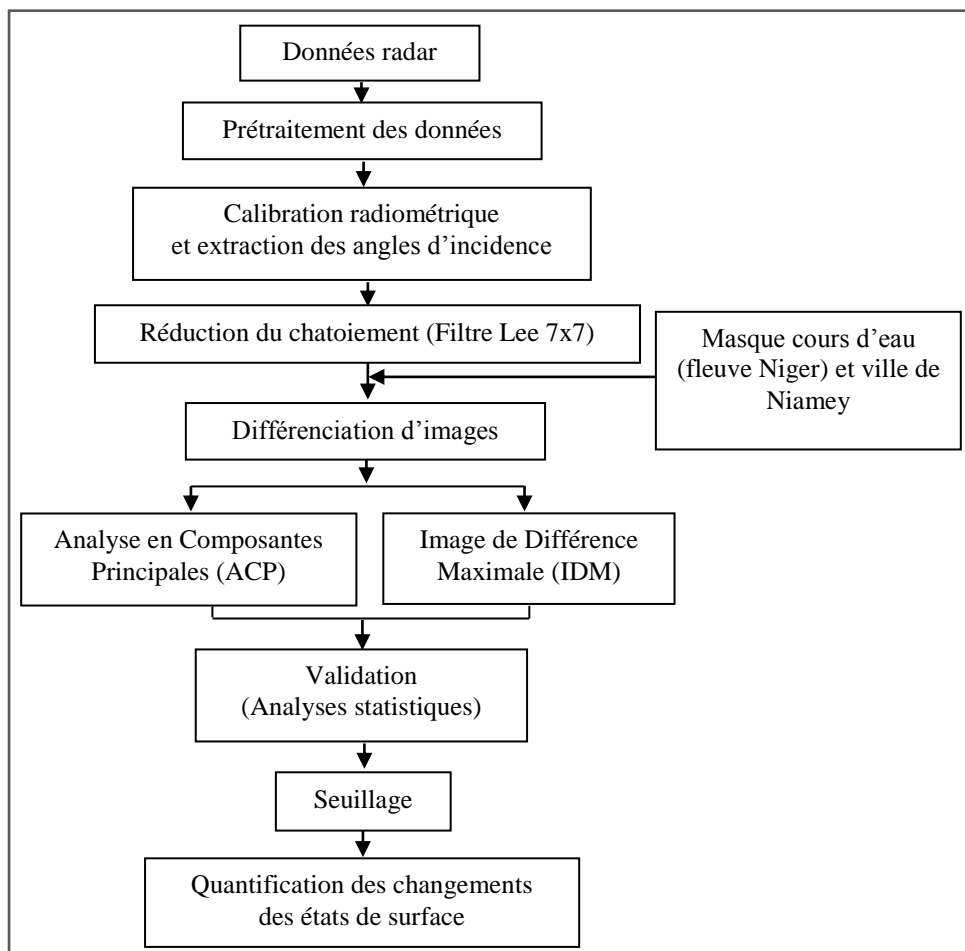 Données radar
Prétraitement des données
Calibration radiométrique
et extraction des angles d’incidence
Réduction du chatoiement (Filtre Lee 7x7)
Masque cours d’eau
(fleuve Niger) et ville de
Niamey
Différenciation d’images
Analyse en Composantes
Principales (ACP)
Image de Différence
Maximale (IDM)
Validation
(Analyses statistiques)
Seuillage
Quantification des changements
des états de surface